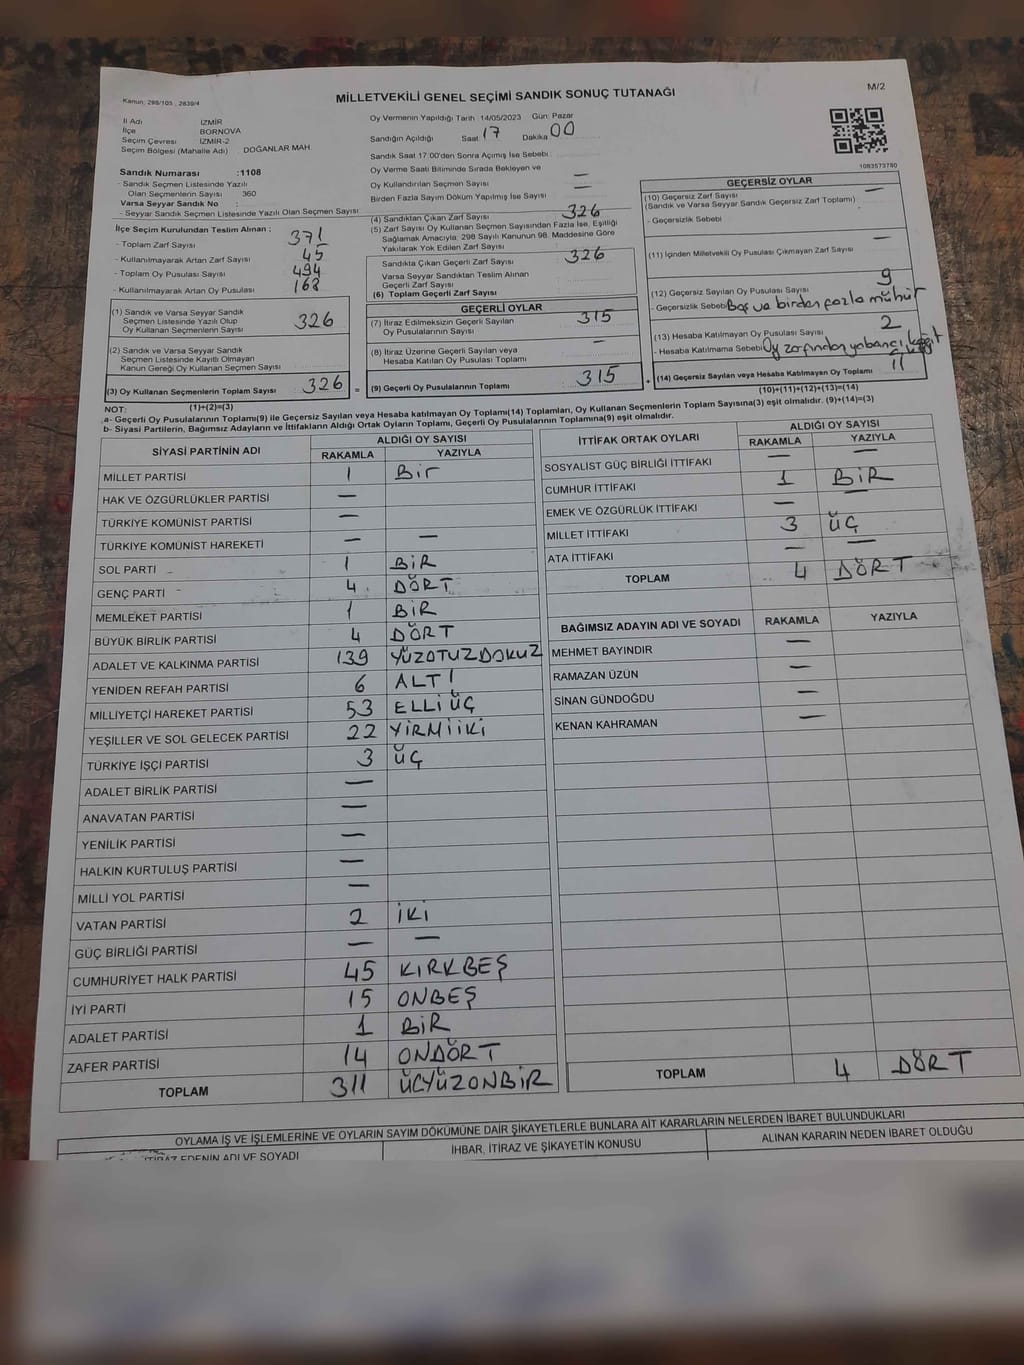 MİLLETVEKİLİ GENEL SEÇİMİ SANDIK SONUÇ TUTANAĞI
M/2
Kanun: 298/105 , 2839/4
İl Adı İZMİR
İlçe BORNOVA
Seçim Çevresi İZMİR-2
Seçim Bölgesi (Mahalle Adı) DOĞANLAR MAH.
Sandık Numarası :1108
- Sandık Seçmen Listesinde Yazılı
Olan Seçmenlerin Sayısı 360
Varsa Seyyar Sandık No :
- Seyyar Sandık Seçmen Listesinde Yazılı Olan Seçmen Sayısı
İlçe Seçim Kurulundan Teslim Alınan ;
- Toplam Zarf Sayısı 371
- Kullanılmayarak Artan Zarf Sayısı 45
- Toplam Oy Pusulası Sayısı 494
- Kullanılmayarak Artan Oy Pusulası 168
(1) Sandık ve Varsa Seyyar Sandık
Seçmen Listesinde Yazılı Olup
Oy Kullanan Seçmenlerin Sayısı 326
(2) Sandık ve Varsa Seyyar Sandık
Seçmen Listesinde Kayıtlı Olmayan
Kanun Gereği Oy Kullanan Seçmen Sayısı
(3) Oy Kullanan Seçmenlerin Toplam Sayısı 326 =
(1)+(2)=(3)
Oy Vermenin Yapıldığı Tarih 14/05/2023 Gün: Pazar
Sandığın Açıldığı Saat 17 Dakika 00
Sandık Saat 17:00'den Sonra Açımış İse Sebebi :
Oy Verme Saati Bitiminde Sırada Bekleyen ve
Oy Kullandırılan Seçmen Sayısı —
Birden Fazla Sayım Döküm Yapılmış İse Sayısı —
(4) Sandıktan Çıkan Zarf Sayısı 326
(5) Zarf Sayısı Oy Kullanan Seçmen Sayısından Fazla İse, Eşitliği
Sağlamak Amacıyla; 298 Sayılı Kanunun 98. Maddesine Göre
Yakılarak Yok Edilen Zarf Sayısı
Sandıkta Çıkan Geçerli Zarf Sayısı 326
Varsa Seyyar Sandıktan Teslim Alınan
Geçerli Zarf Sayısı
(6) Toplam Geçerli Zarf Sayısı
GEÇERLİ OYLAR
(7) İtiraz Edilmeksizin Geçerli Sayılan
Oy Pusulalarının Sayısı 315
(8) İtiraz Üzerine Geçerli Sayılan veya
Hesaba Katılan Oy Pusulası Toplamı —
(9) Geçerli Oy Pusulalarının Toplamı 315 +
GEÇERSİZ OYLAR
(10) Geçersiz Zarf Sayısı
(Sandık ve Varsa Seyyar Sandık Geçersiz Zarf Toplamı) —
- Geçersizlik Sebebi
(11) İçinden Milletvekili Oy Pusulası Çıkmayan Zarf Sayısı —
(12) Geçersiz Sayılan Oy Pusulası Sayısı 9
- Geçersizlik Sebebi Boş ve birden fazla mühür
(13) Hesaba Katılmayan Oy Pusulası Sayısı 2
- Hesaba Katılmama Sebebi Oy zarfından yabancı kağıt
(14) Geçersiz Sayılan veya Hesaba Katılmayan Oy Toplamı 11
(10)+(11)+(12)+(13)=(14)
1083573780
NOT:
a- Geçerli Oy Pusulalarının Toplamı(9) ile Geçersiz Sayılan veya Hesaba katılmayan Oy Toplamı(14) Toplamları, Oy Kullanan Seçmenlerin Toplam Sayısına(3) eşit olmalıdır. (9)+(14)=(3)
b- Siyasi Partilerin, Bağımsız Adayların ve İttifakların Aldığı Ortak Oyların Toplamı, Geçerli Oy Pusulalarının Toplamına(9) eşit olmalıdır.
SİYASİ PARTİNİN ADI ALDIĞI OY SAYISI
RAKAMLA YAZIYLA
MİLLET PARTİSİ 1 Bir
HAK VE ÖZGÜRLÜKLER PARTİSİ —
TÜRKİYE KOMÜNİST PARTİSİ —
TÜRKİYE KOMÜNİST HAREKETİ — —
SOL PARTİ 1 BİR
GENÇ PARTİ 4 DÖRT
MEMLEKET PARTİSİ 1 BİR
BÜYÜK BİRLİK PARTİSİ 4 DÖRT
ADALET VE KALKINMA PARTİSİ 139 YÜZOTUZDOKUZ
YENİDEN REFAH PARTİSİ 6 ALTI
MİLLİYETÇİ HAREKET PARTİSİ 53 ELLİ ÜÇ
YEŞİLLER VE SOL GELECEK PARTİSİ 22 YİRMİİKİ
TÜRKİYE İŞÇİ PARTİSİ 3 ÜÇ
ADALET BİRLİK PARTİSİ —
ANAVATAN PARTİSİ —
YENİLİK PARTİSİ —
HALKIN KURTULUŞ PARTİSİ —
MİLLİ YOL PARTİSİ —
VATAN PARTİSİ 2 İKİ
GÜÇ BİRLİĞİ PARTİSİ — —
CUMHURİYET HALK PARTİSİ 45 KIRKBEŞ
İYİ PARTİ 15 ONBEŞ
ADALET PARTİSİ 1 BİR
ZAFER PARTİSİ 14 ONDÖRT
TOPLAM 311 ÜÇYÜZONBİR
İTTİFAK ORTAK OYLARI ALDIĞI OY SAYISI
RAKAMLA YAZIYLA
SOSYALİST GÜÇ BİRLİĞİ İTTİFAKI — —
CUMHUR İTTİFAKI 1 BİR
EMEK VE ÖZGÜRLÜK İTTİFAKI — —
MİLLET İTTİFAKI 3 ÜÇ
ATA İTTİFAKI — —
TOPLAM 4 DÖRT
BAĞIMSIZ ADAYIN ADI VE SOYADI RAKAMLA YAZIYLA
MEHMET BAYINDIR —
RAMAZAN ÜZÜN —
SİNAN GÜNDOĞDU —
KENAN KAHRAMAN —
TOPLAM 4 DÖRT
OYLAMA İŞ VE İŞLEMLERİNE VE OYLARIN SAYIM DÖKÜMÜNE DAİR ŞİKAYETLERLE BUNLARA AİT KARARLARIN NELERDEN İBARET BULUNDUKLARI
İTİRAZ EDENİN ADI VE SOYADI İHBAR, İTİRAZ VE ŞİKAYETİN KONUSU ALINAN KARARIN NEDEN İBARET OLDUĞU